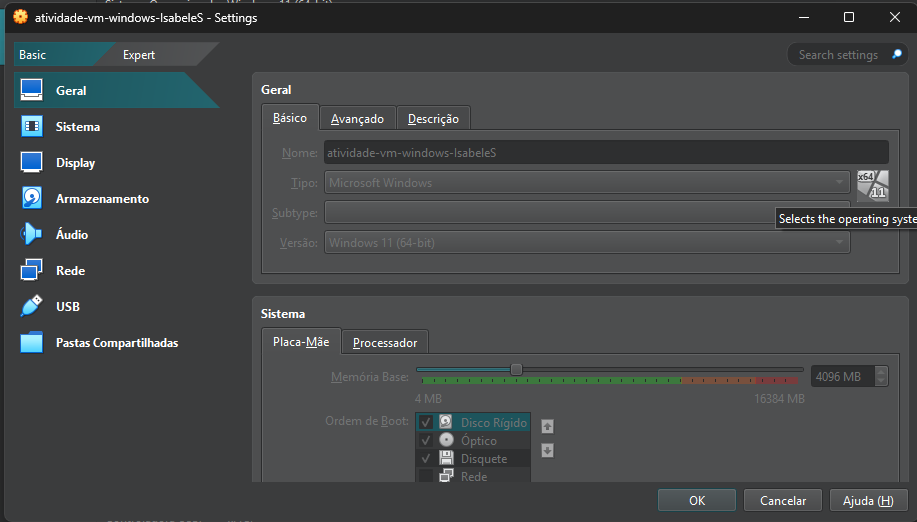 atividade-vm-windows-IsabeleS - Settings
Basic
Expert
Search settings
Geral
Sistema
Display
Armazenamento
Áudio
Rede
USB
Pastas Compartilhadas
Geral
Básico
Avançado
Descrição
Nome: atividade-vm-windows-IsabeleS
Tipo: Microsoft Windows
x64
11
Subtype:
Selects the operating syste
Versão: Windows 11 (64-bit)
Sistema
Placa-Mãe
Processador
Memória Base:
4096 MB
4 MB
16384 MB
Ordem de Boot:
Disco Rígido
Óptico
Disquete
Rede
OK
Cancelar
Ajuda (H)